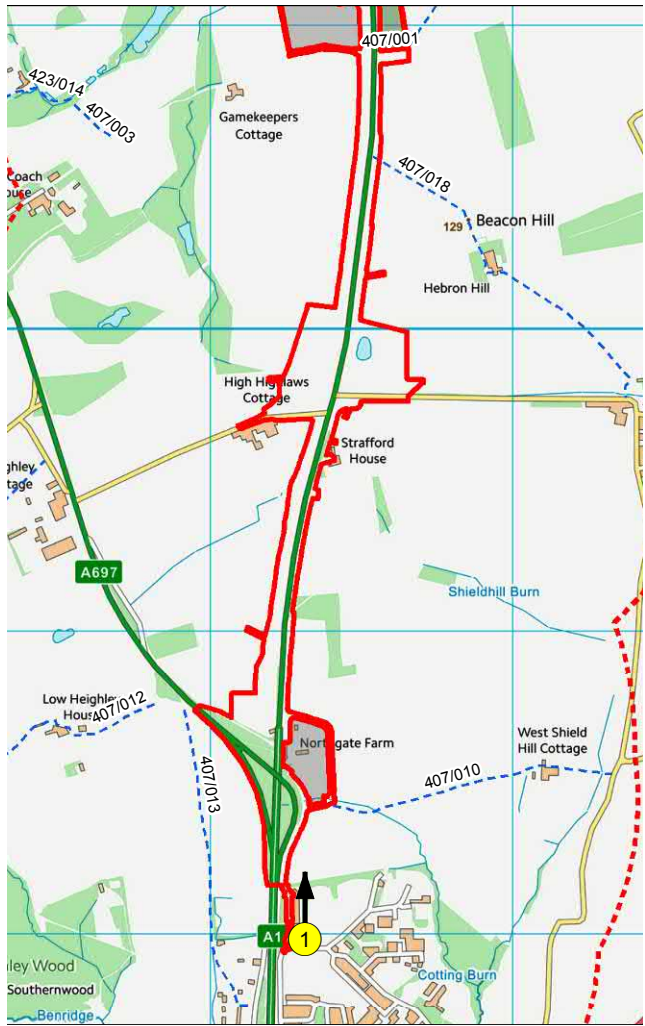 407/001
423/014
407/003
Gamekeepers
Cottage
Coach
ouse
407/018
129
Beacon Hill
Hebron Hill
High Highlaws
Cottage
Strafford
House
ghley
tage
A697
Shieldhill Burn
Low Heighley
House
407/012
407/013
Northgate Farm
West Shield
Hill Cottage
407/010
A1
1
ley Wood
Southernwood
Benridge
Cotting Burn